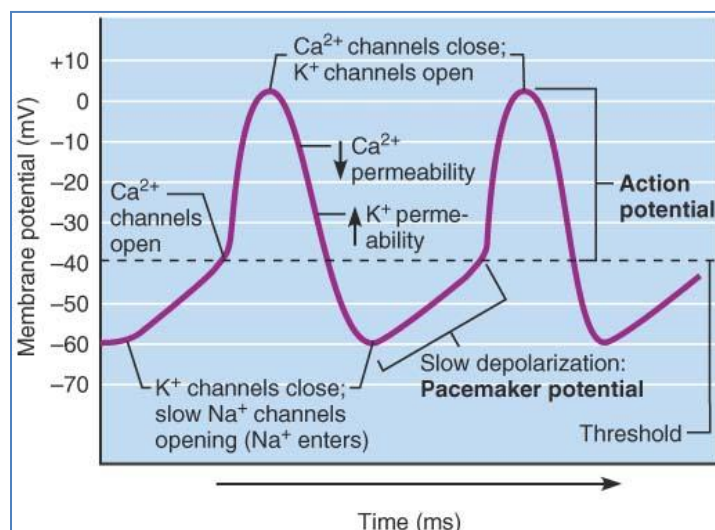 Ca²⁺ channels close;
K⁺ channels open
+10
0
–10
–20
–30
–40
–50
–60
–70
Membrane potential (mV)
Ca²⁺
channels
open
Ca²⁺
permeability
K⁺ perme-
ability
Action
potential
Slow depolarization:
Pacemaker potential
K⁺ channels close;
slow Na⁺ channels
opening (Na⁺ enters)
Threshold
Time (ms)